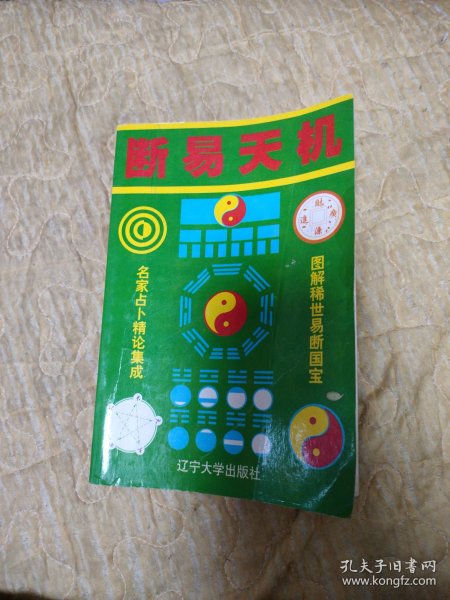 断易天机
图解稀世易断国宝
名家占卜精论集成
辽宁大学出版社
孔夫子旧书网
www.kongfz.com